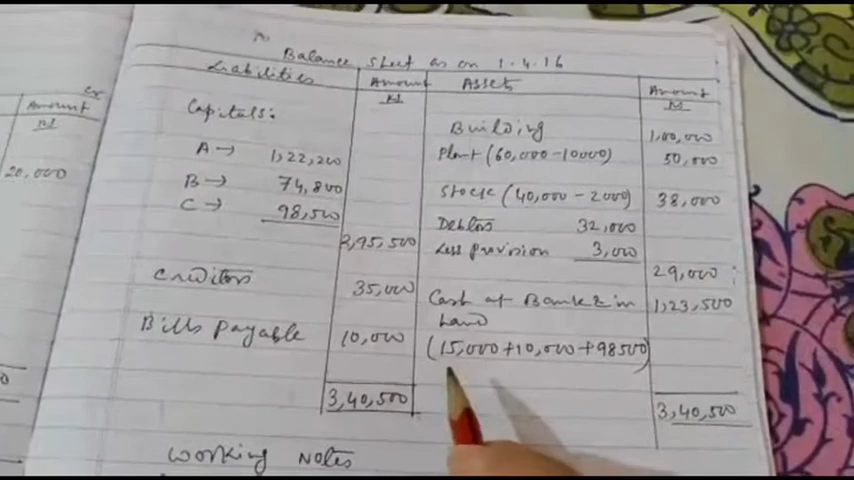 Balance Sheet as on 1.4.16
Liabilities Amount Assets Amount
Amount
20,000
Capitals:
A → 1,22,200
B → 74,800
C → 98,500
2,95,500
Creditors 35,000
Bills Payable 10,000
3,40,500
Building 1,00,000
Plant (60,000-10000) 50,000
Stock (40,000-2000) 38,000
Debtors 32,000
Less provision 3,000
29,000
Cash at Bank & in 1,23,500
hand
(15,000+10,000+98500)
3,40,500
Working Notes